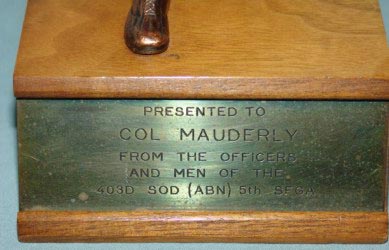 PRESENTED TO
COL MAUDERLY
FROM THE OFFICERS
AND MEN OF THE
403D SOD (ABN) 5th SFGA